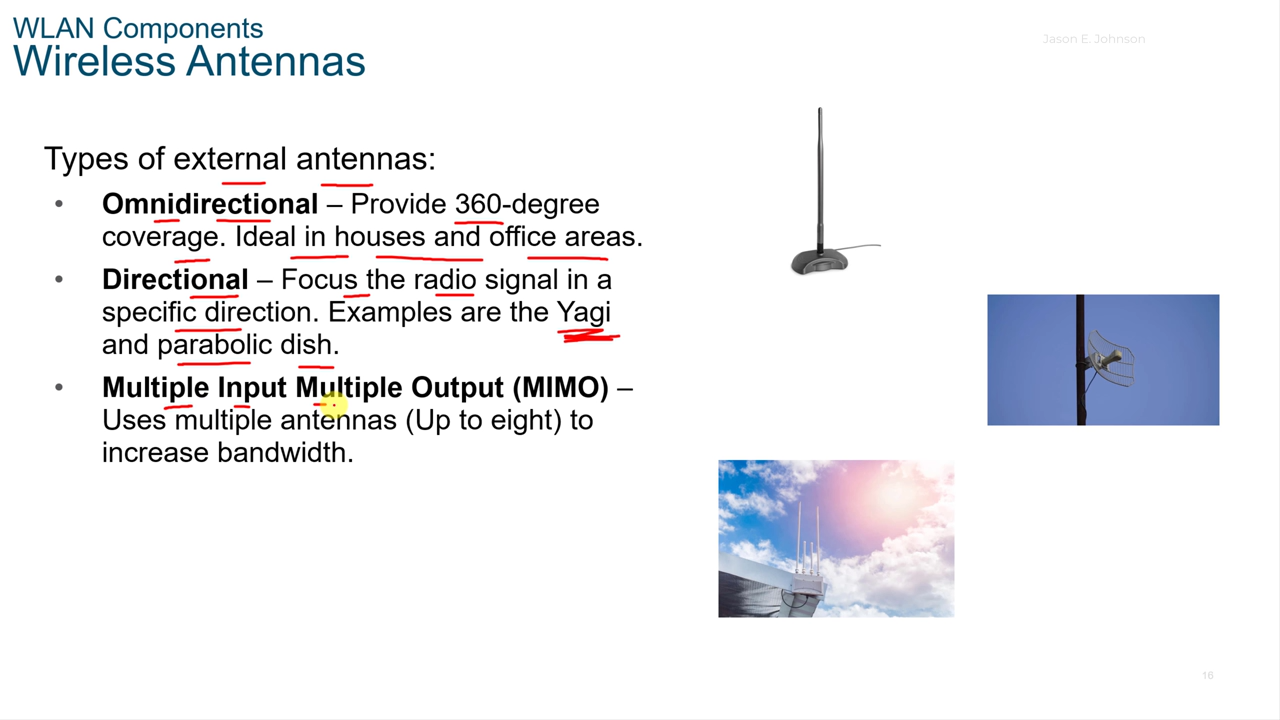 WLAN Components
Wireless Antennas
Jason E. Johnson
Types of external antennas:
• Omnidirectional – Provide 360-degree
coverage. Ideal in houses and office areas.
• Directional – Focus the radio signal in a
specific direction. Examples are the Yagi
and parabolic dish.
• Multiple Input Multiple Output (MIMO) –
Uses multiple antennas (Up to eight) to
increase bandwidth.
16